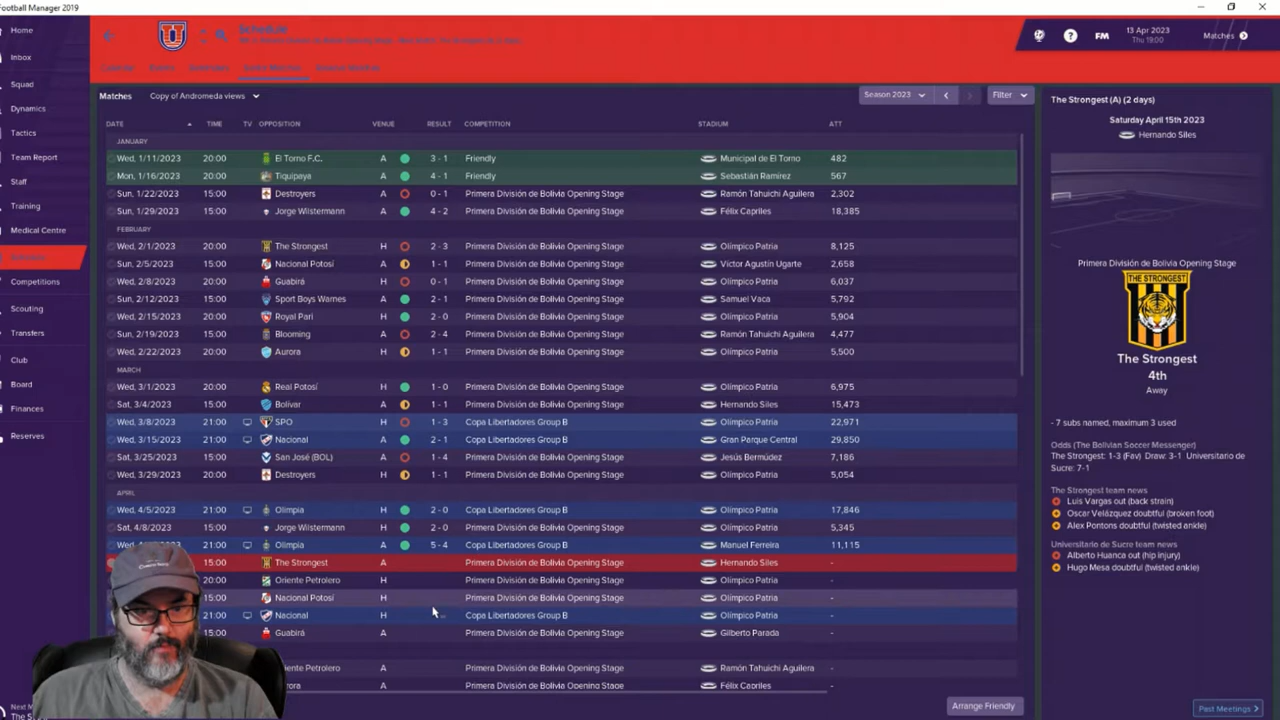 Football Manager 2019
Home
Inbox
Squad
Dynamics
Tactics
Team Report
Staff
Training
Medical Centre
Schedule
Competitions
Scouting
Transfers
Club
Board
Finances
Reserves
Schedule
13 Apr 2023
Thu 19:00
FM
Matches
Matches Copy of Andromeda views
Season 2023
Filter
DATE TIME TV OPPOSITION VENUE RESULT COMPETITION STADIUM ATT
JANUARY
Wed, 1/11/2023 20:00 El Torno F.C. A 3 - 1 Friendly Municipal de El Torno 482
Mon, 1/16/2023 20:00 Tiquipaya A 4 - 1 Friendly Sebastián Ramírez 567
Sun, 1/22/2023 15:00 Destroyers A 0 - 1 Primera División de Bolivia Opening Stage Ramón Tahuichi Aguilera 2,302
Sun, 1/29/2023 15:00 Jorge Wilstermann A 4 - 2 Primera División de Bolivia Opening Stage Félix Capriles 18,385
FEBRUARY
Wed, 2/1/2023 20:00 The Strongest H 2 - 3 Primera División de Bolivia Opening Stage Olímpico Patria 8,125
Sun, 2/5/2023 15:00 Nacional Potosí A 1 - 1 Primera División de Bolivia Opening Stage Víctor Agustín Ugarte 2,658
Wed, 2/8/2023 20:00 Guabirá H 0 - 1 Primera División de Bolivia Opening Stage Olímpico Patria 6,037
Sun, 2/12/2023 15:00 Sport Boys Warnes A 2 - 1 Primera División de Bolivia Opening Stage Samuel Vaca 5,792
Wed, 2/15/2023 20:00 Royal Pari H 2 - 0 Primera División de Bolivia Opening Stage Olímpico Patria 5,904
Sun, 2/19/2023 15:00 Blooming A 2 - 4 Primera División de Bolivia Opening Stage Ramón Tahuichi Aguilera 4,477
Wed, 2/22/2023 20:00 Aurora H 1 - 1 Primera División de Bolivia Opening Stage Olímpico Patria 5,500
MARCH
Wed, 3/1/2023 20:00 Real Potosí H 1 - 0 Primera División de Bolivia Opening Stage Olímpico Patria 6,975
Sat, 3/4/2023 15:00 Bolívar A 1 - 1 Primera División de Bolivia Opening Stage Hernando Siles 15,473
Wed, 3/8/2023 21:00 SPO H 1 - 3 Copa Libertadores Group B Olímpico Patria 22,971
Wed, 3/15/2023 21:00 Nacional A 2 - 1 Copa Libertadores Group B Gran Parque Central 29,850
Sat, 3/25/2023 15:00 San José (BOL) A 1 - 4 Primera División de Bolivia Opening Stage Jesús Bermúdez 7,186
Wed, 3/29/2023 20:00 Destroyers H 1 - 1 Primera División de Bolivia Opening Stage Olímpico Patria 5,054
APRIL
Wed, 4/5/2023 21:00 Olimpia H 2 - 0 Copa Libertadores Group B Olímpico Patria 17,846
Sat, 4/8/2023 15:00 Jorge Wilstermann H 2 - 0 Primera División de Bolivia Opening Stage Olímpico Patria 5,345
Wed, 21:00 Olimpia A 5 - 4 Copa Libertadores Group B Manuel Ferreira 11,115
15:00 The Strongest A Primera División de Bolivia Opening Stage Hernando Siles -
20:00 Oriente Petrolero H Primera División de Bolivia Opening Stage Olímpico Patria -
15:00 Nacional Potosí H Primera División de Bolivia Opening Stage Olímpico Patria -
21:00 Nacional H Copa Libertadores Group B Olímpico Patria -
15:00 Guabirá A Primera División de Bolivia Opening Stage Gilberto Parada -
iente Petrolero A Primera División de Bolivia Opening Stage Ramón Tahuichi Aguilera -
rora A Primera División de Bolivia Opening Stage Félix Capriles -
Arrange Friendly
The Strongest (A) (2 days)
Saturday April 15th 2023
Hernando Siles
Primera División de Bolivia Opening Stage
THE STRONGEST
The Strongest
4th
Away
- 7 subs named, maximum 3 used
Odds (The Bolivian Soccer Messenger)
The Strongest: 1-3 (Fav) Draw: 3-1 Universitario de
Sucre: 7-1
The Strongest team news
Luis Vargas out (back strain)
Oscar Velázquez doubtful (broken foot)
Alex Pontons doubtful (twisted ankle)
Universitario de Sucre team news
Alberto Huanca out (hip injury)
Hugo Mesa doubtful (twisted ankle)
Past Meetings